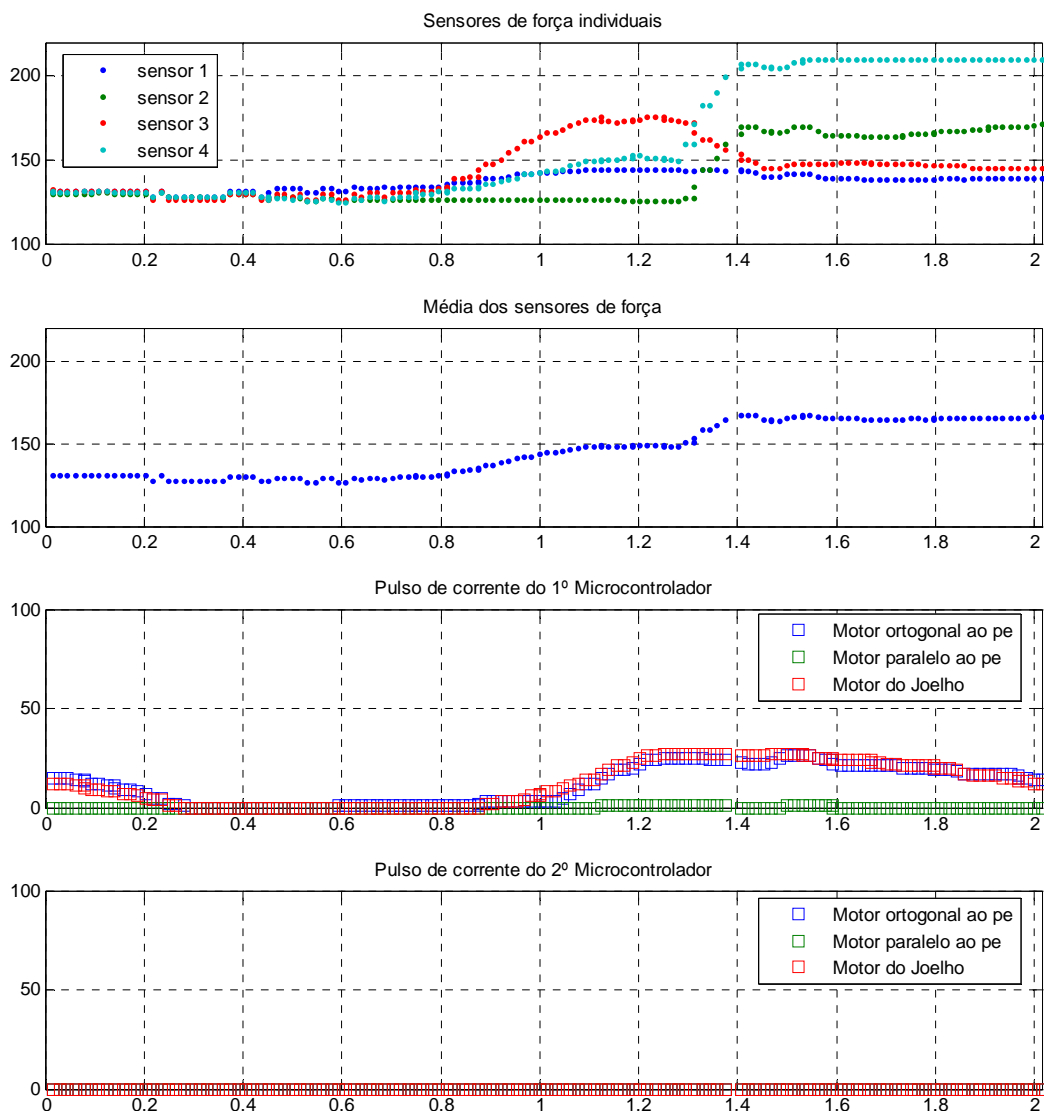 Sensores de força individuais
200
150
100
sensor 1
sensor 2
sensor 3
sensor 4
0 0.2 0.4 0.6 0.8 1 1.2 1.4 1.6 1.8 2
Média dos sensores de força
200
150
100
0 0.2 0.4 0.6 0.8 1 1.2 1.4 1.6 1.8 2
Pulso de corrente do 1º Microcontrolador
100
50
0
Motor ortogonal ao pe
Motor paralelo ao pe
Motor do Joelho
0 0.2 0.4 0.6 0.8 1 1.2 1.4 1.6 1.8 2
Pulso de corrente do 2º Microcontrolador
100
50
0
Motor ortogonal ao pe
Motor paralelo ao pe
Motor do Joelho
0 0.2 0.4 0.6 0.8 1 1.2 1.4 1.6 1.8 2